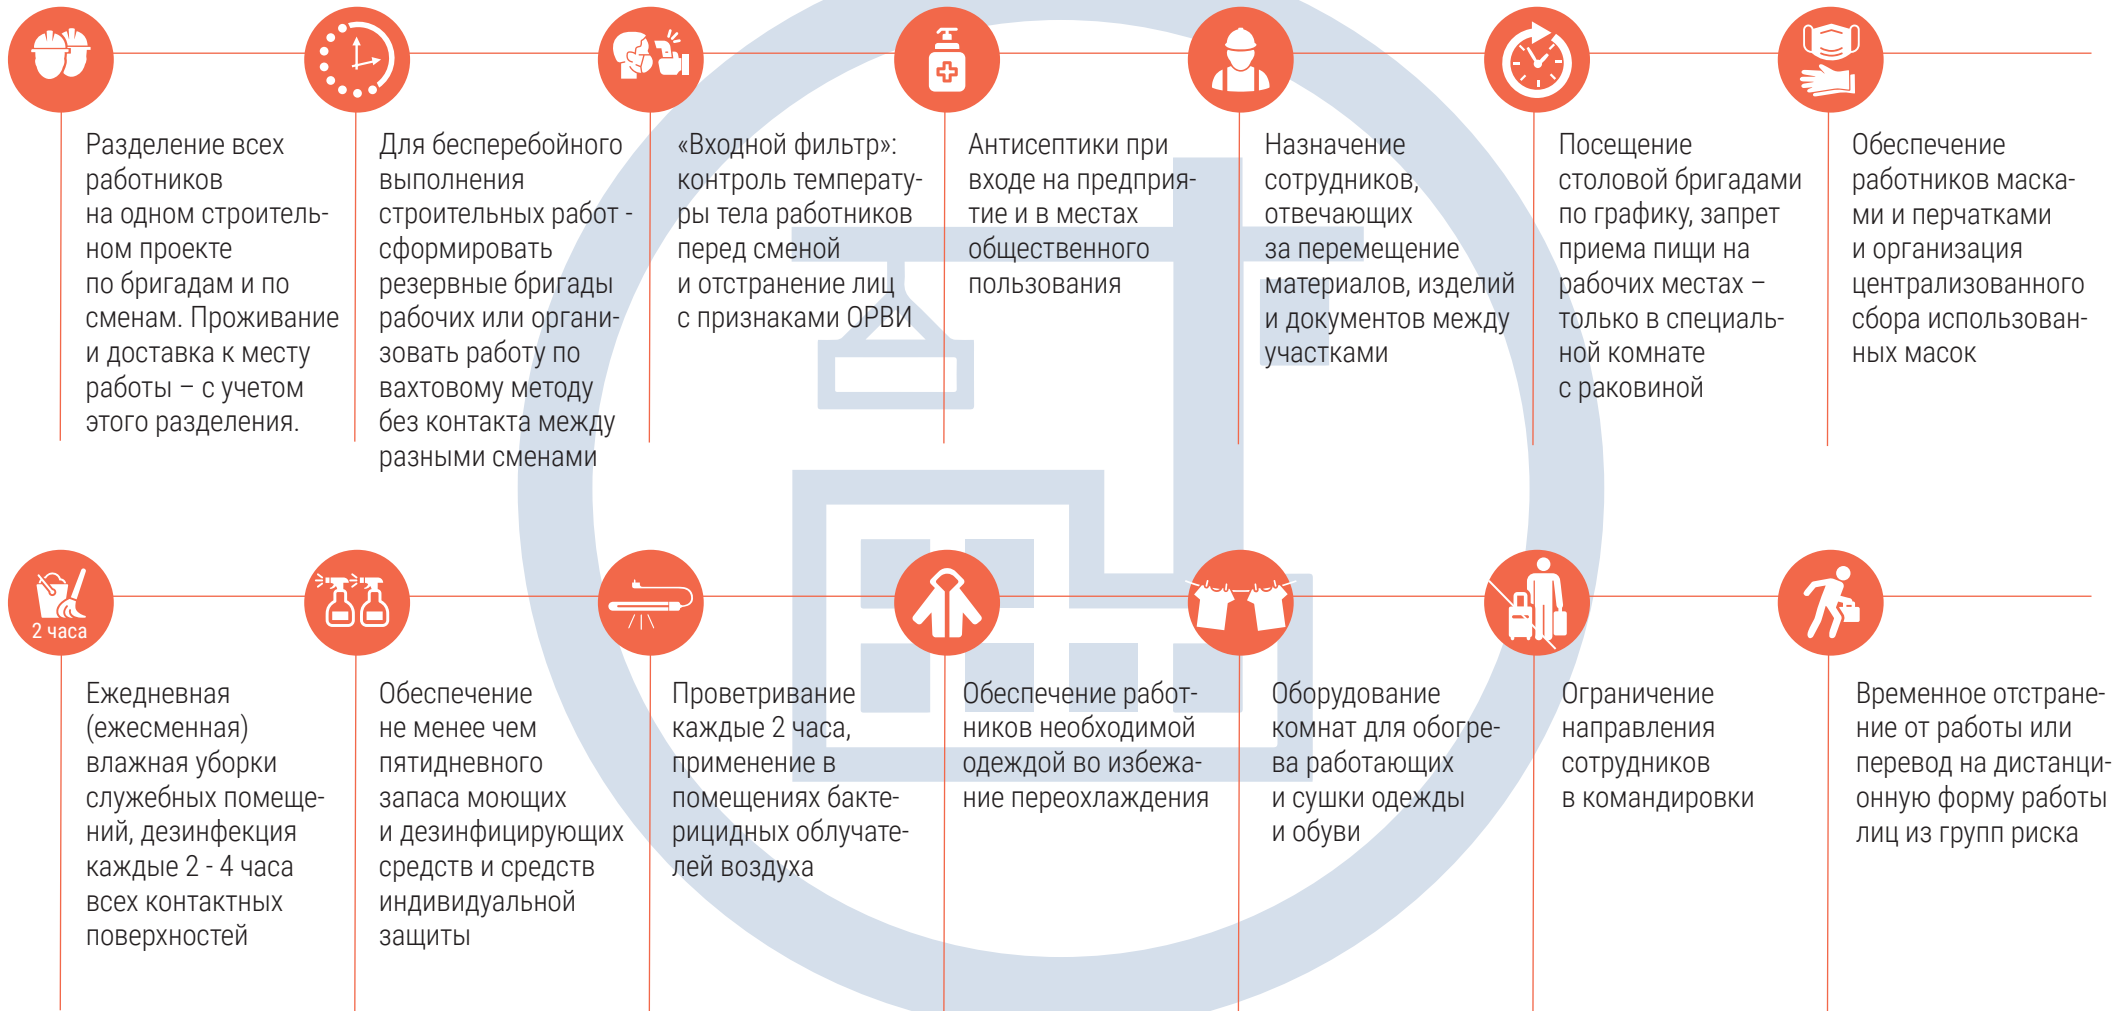 Разделение всех
работников
на одном строитель-
ном проекте
по бригадам и по
сменам. Проживание
и доставка к месту
работы – с учетом
этого разделения.
Для бесперебойного
выполнения
строительных работ -
сформировать
резервные бригады
рабочих или органи-
зовать работу по
вахтовому методу
без контакта между
разными сменами
«Входной фильтр»:
контроль температу-
ры тела работников
перед сменой
и отстранение лиц
с признаками ОРВИ
Антисептики при
входе на предприя-
тие и в местах
общественного
пользования
Назначение
сотрудников,
отвечающих
за перемещение
материалов, изделий
и документов между
участками
Посещение
столовой бригадами
по графику, запрет
приема пищи на
рабочих местах –
только в специаль-
ной комнате
с раковиной
Обеспечение
работников маска-
ми и перчатками
и организация
централизованного
сбора использован-
ных масок
2 часа
Ежедневная
(ежесменная)
влажная уборки
служебных помеще-
ний, дезинфекция
каждые 2 - 4 часа
всех контактных
поверхностей
Обеспечение
не менее чем
пятидневного
запаса моющих
и дезинфицирующих
средств и средств
индивидуальной
защиты
Проветривание
каждые 2 часа,
применение в
помещениях бакте-
рицидных облучате-
лей воздуха
Обеспечение работ-
ников необходимой
одеждой во избежа-
ние переохлаждения
Оборудование
комнат для обогре-
ва работающих
и сушки одежды
и обуви
Ограничение
направления
сотрудников
в командировки
Временное отстране-
ние от работы или
перевод на дистанци-
онную форму работы
лиц из групп риска